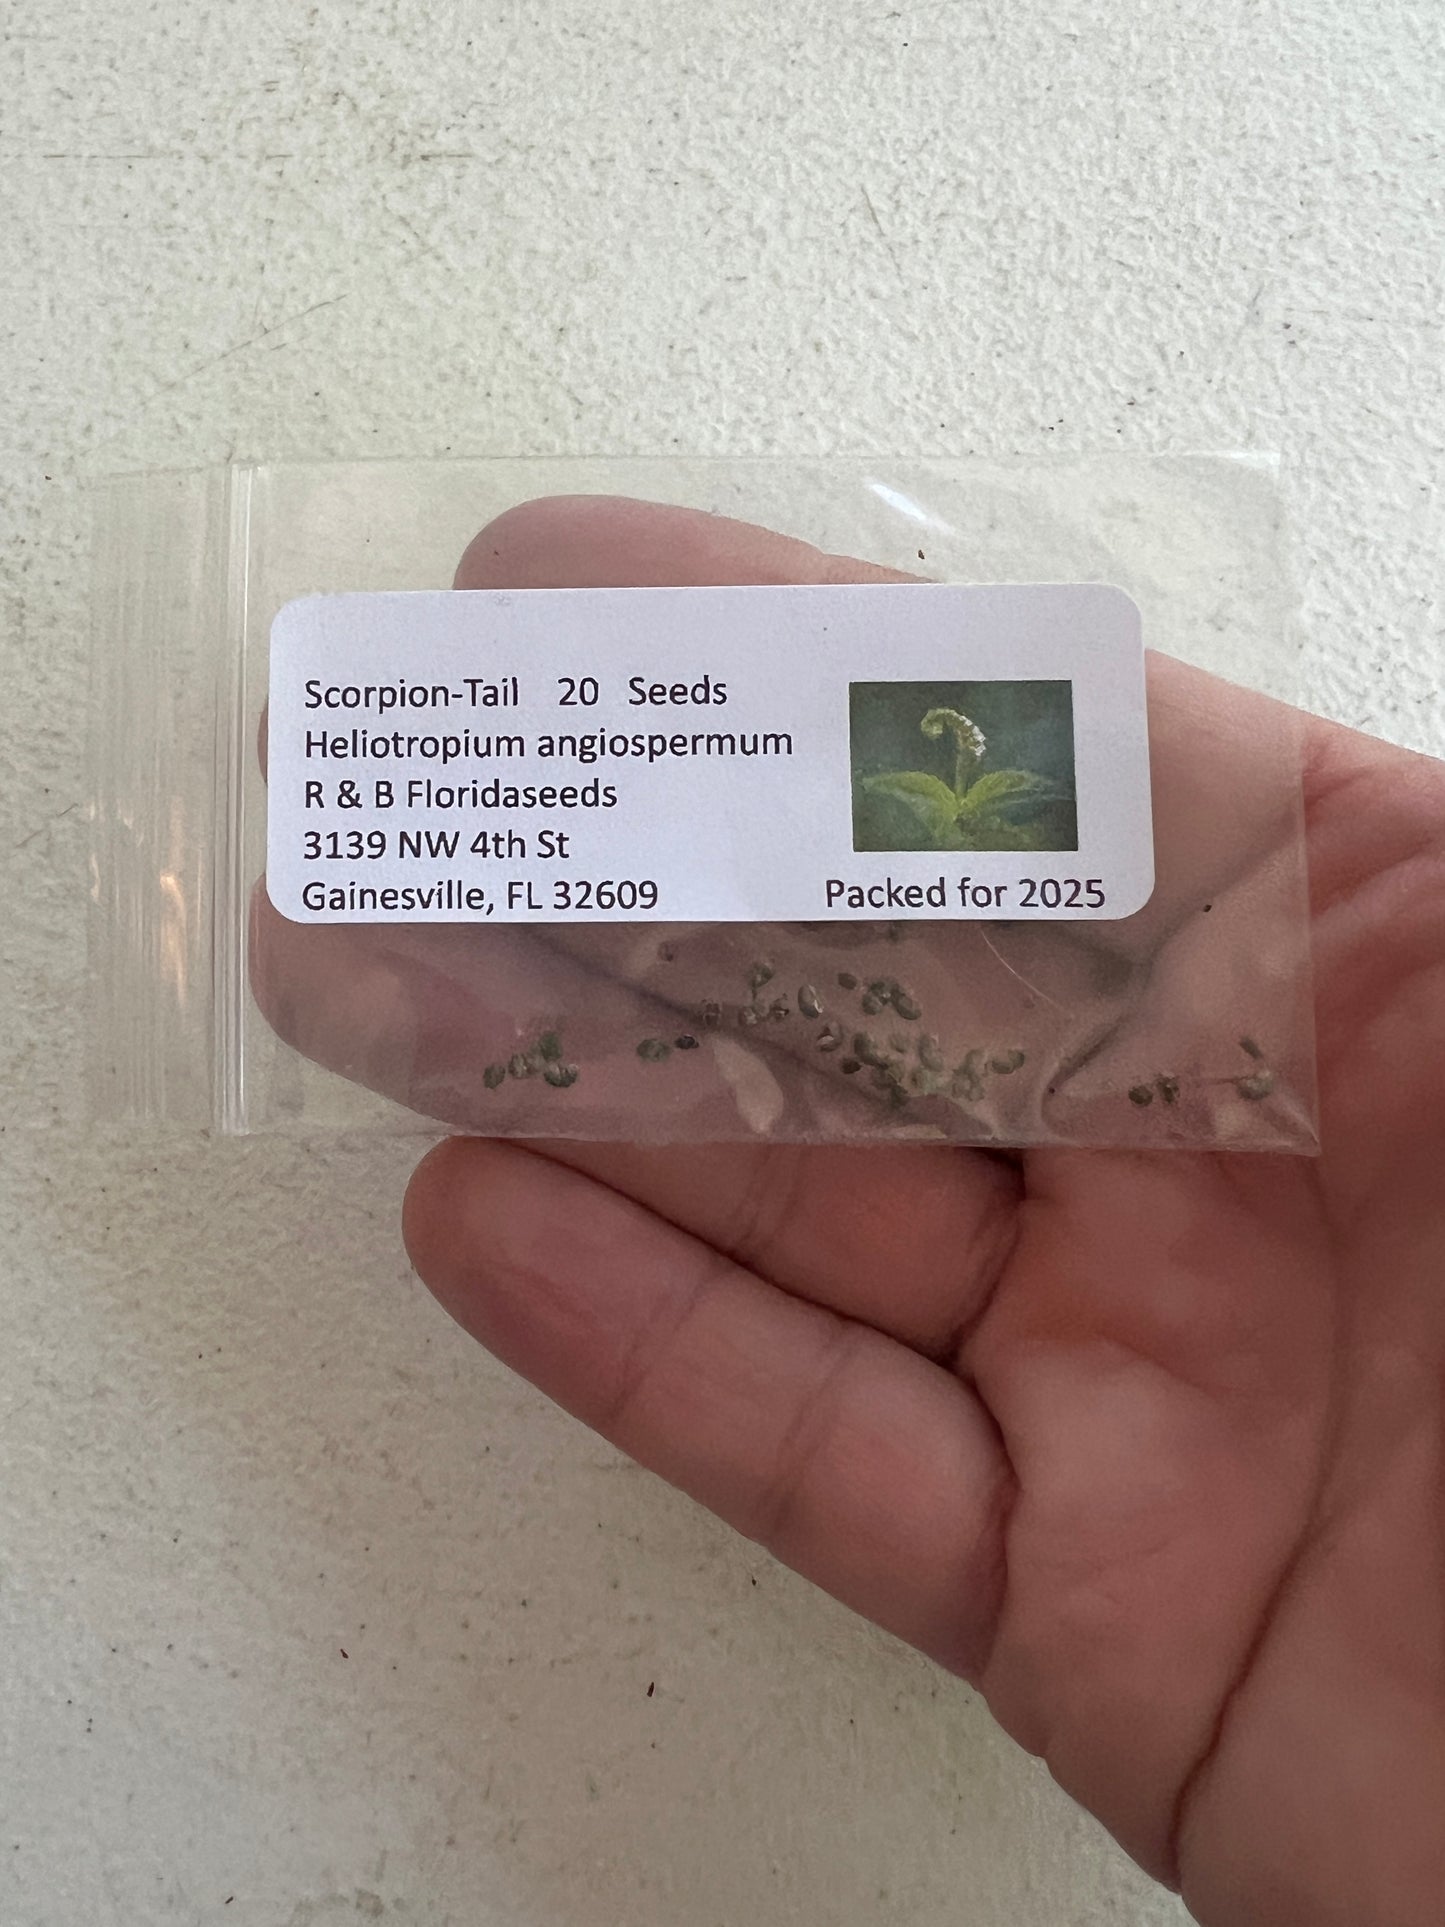 Scorpion-Tail 20 Seeds
Heliotropium angiospermum
R & B Floridaseeds
3139 NW 4th St
Gainesville, FL 32609
Packed for 2025